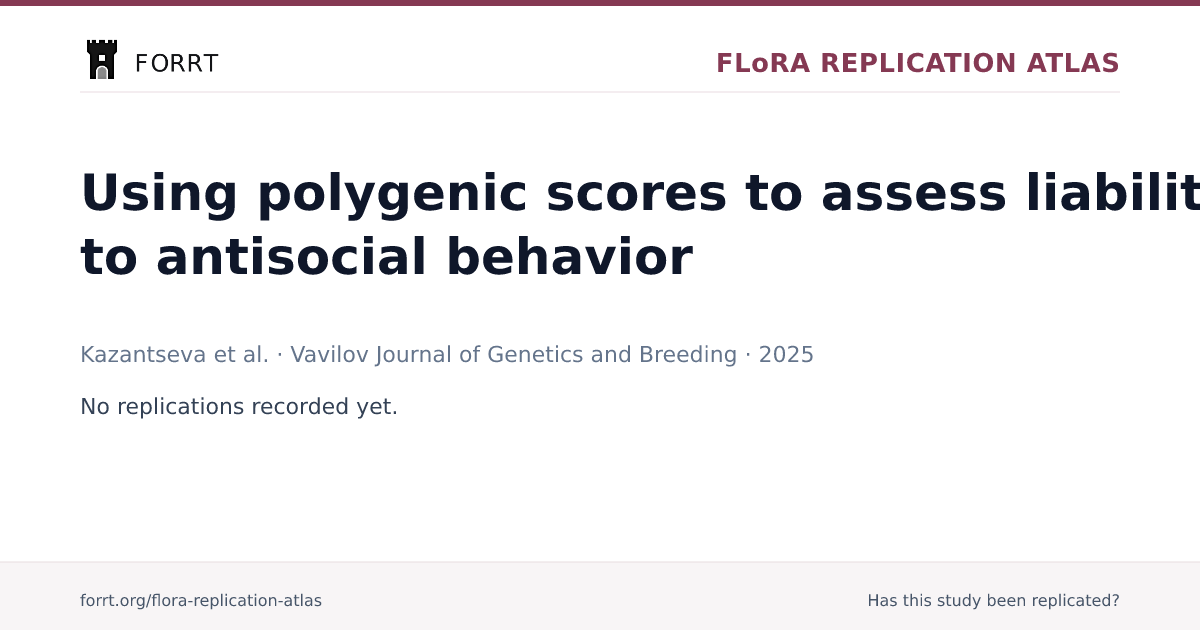 FORRT
FLoRA REPLICATION ATLAS
Using polygenic scores to assess liabilit
to antisocial behavior
Kazantseva et al. · Vavilov Journal of Genetics and Breeding · 2025
No replications recorded yet.
forrt.org/flora-replication-atlas
Has this study been replicated?